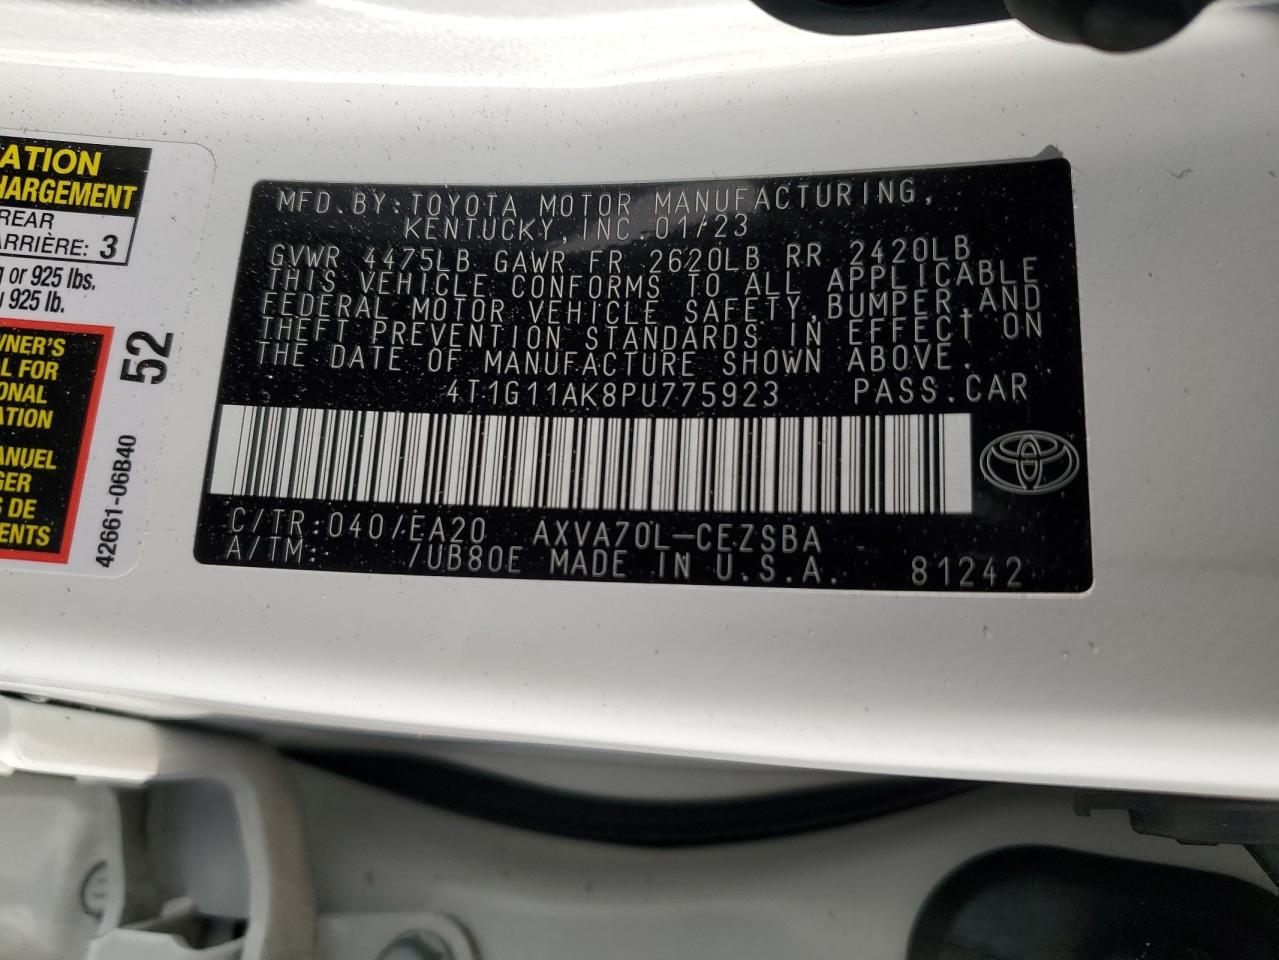 ATION
HARGEMENT
REAR
ARRIÈRE: 3
g or 925 lbs.
925 lb.
WNER'S
L FOR
ONAL
ATION
ANUEL
GER
S DE
MENTS
52
42661-06B40
MFD.BY:TOYOTA MOTOR MANUFACTURING,
KENTUCKY,INC.01/23
GVWR 4475LB GAWR FR 2620LB RR 2420LB
THIS VEHICLE CONFORMS TO ALL APPLICABLE
FEDERAL MOTOR VEHICLE SAFETY,BUMPER,AND
THEFT PREVENTION STANDARDS IN EFFECT ON
THE DATE OF MANUFACTURE SHOWN ABOVE.
4T1G11AK8PU775923 PASS.CAR
C/TR:040/EA20 AXVA70L-CEZSBA
A/TM: /UB80E MADE IN U.S.A. 81242